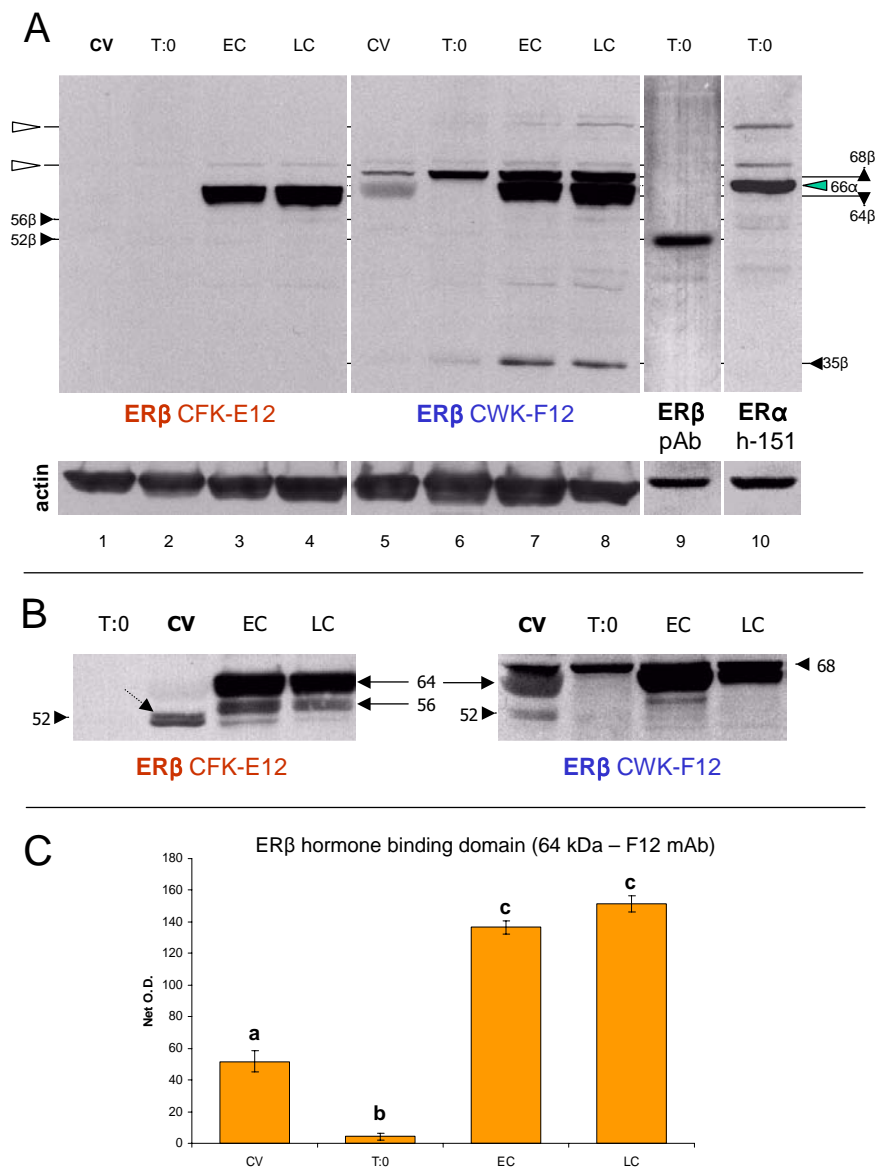 A
CV T:0 EC LC CV T:0 EC LC T:0 T:0
68β
66α
56β
64β
52β
35β
ERβ CFK-E12 ERβ CWK-F12 ERβ ERα
pAb h-151
actin
1 2 3 4 5 6 7 8 9 10
B
T:0 CV EC LC CV T:0 EC LC
68
64
56
52 52
ERβ CFK-E12 ERβ CWK-F12
C
ERβ hormone binding domain (64 kDa – F12 mAb)
180
160
140
120
100
80
60
40
20
0
Net O.D.
a b c c
CV T:0 EC LC